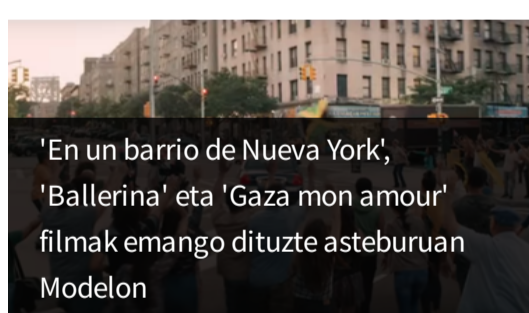 'En un barrio de Nueva York',
'Ballerina' eta 'Gaza mon amour'
filmak emango dituzte asteburuan
Modelon